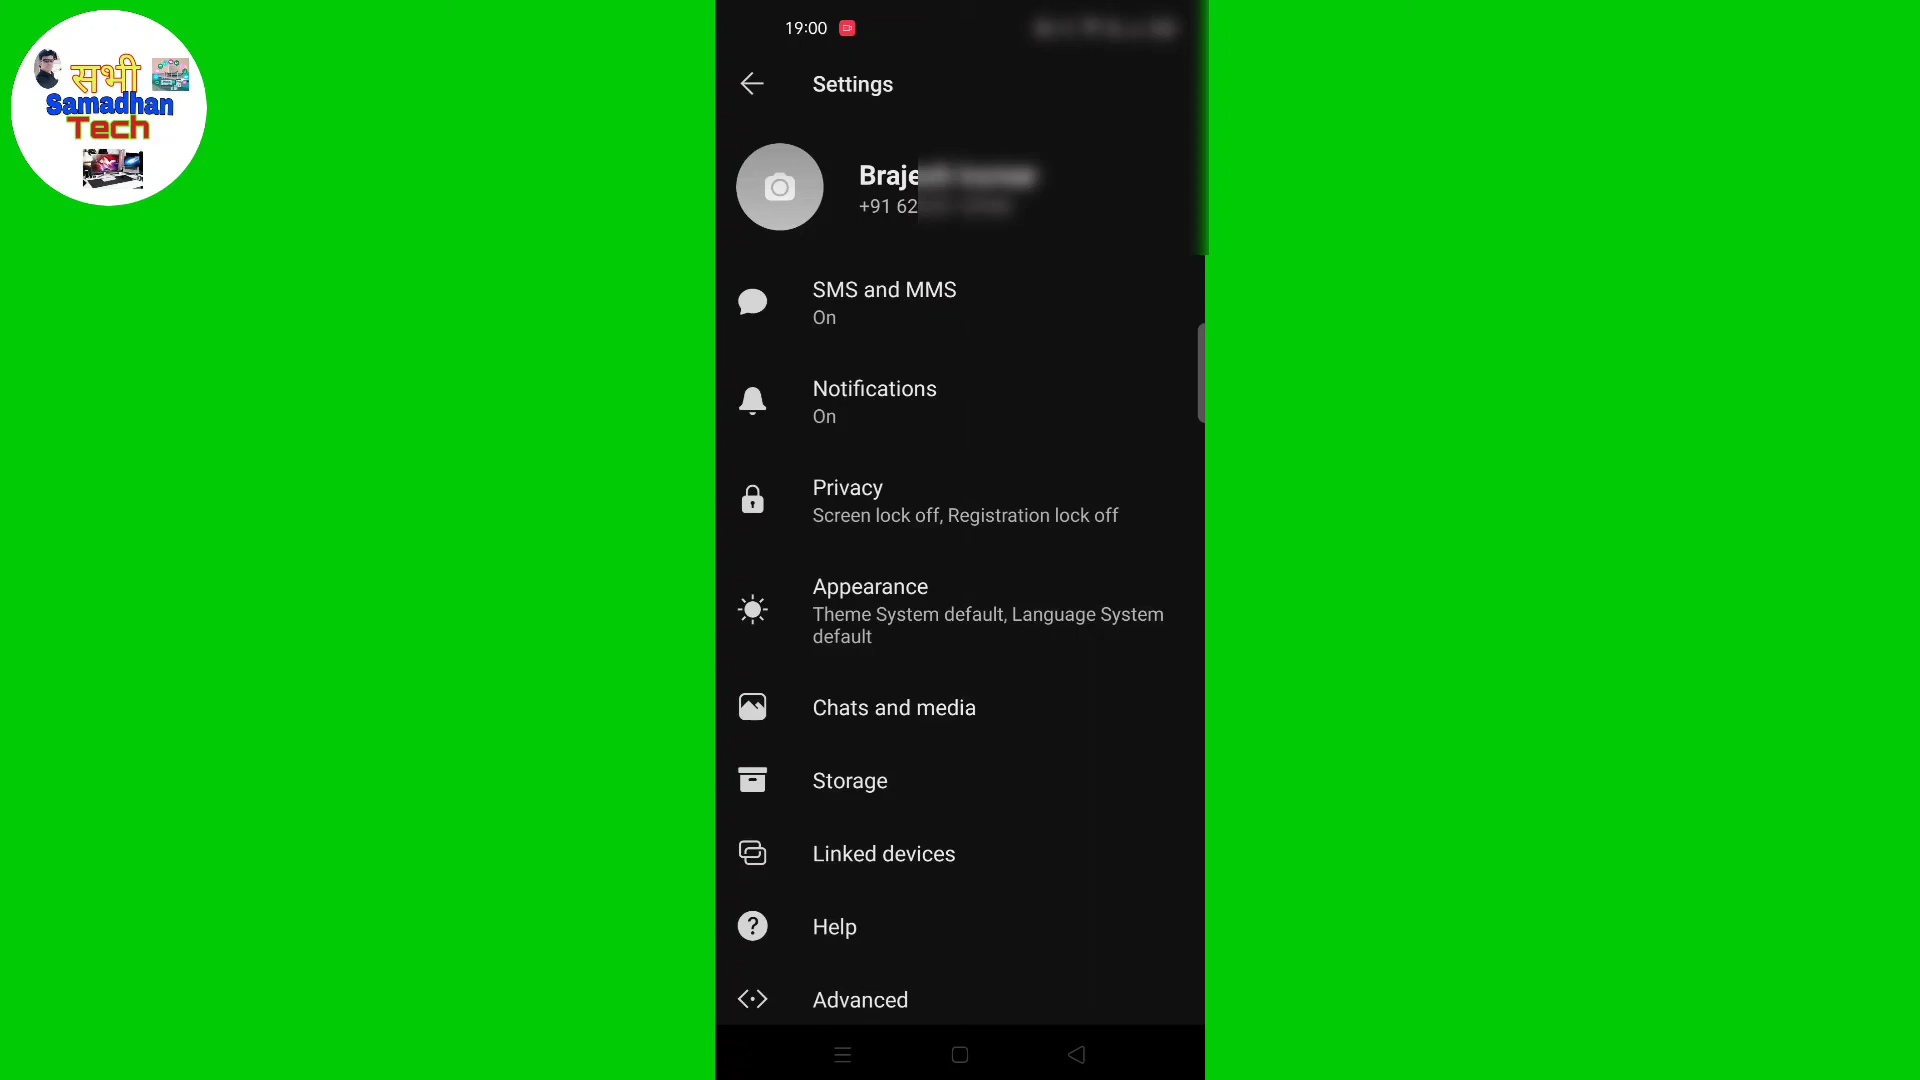 सभी
Samadhan
Tech
19:00
Settings
+91 62
SMS and MMS
On
Notifications
On
Privacy
Screen lock off, Registration lock off
Appearance
Theme System default, Language System
default
Chats and media
Storage
Linked devices
Help
Advanced